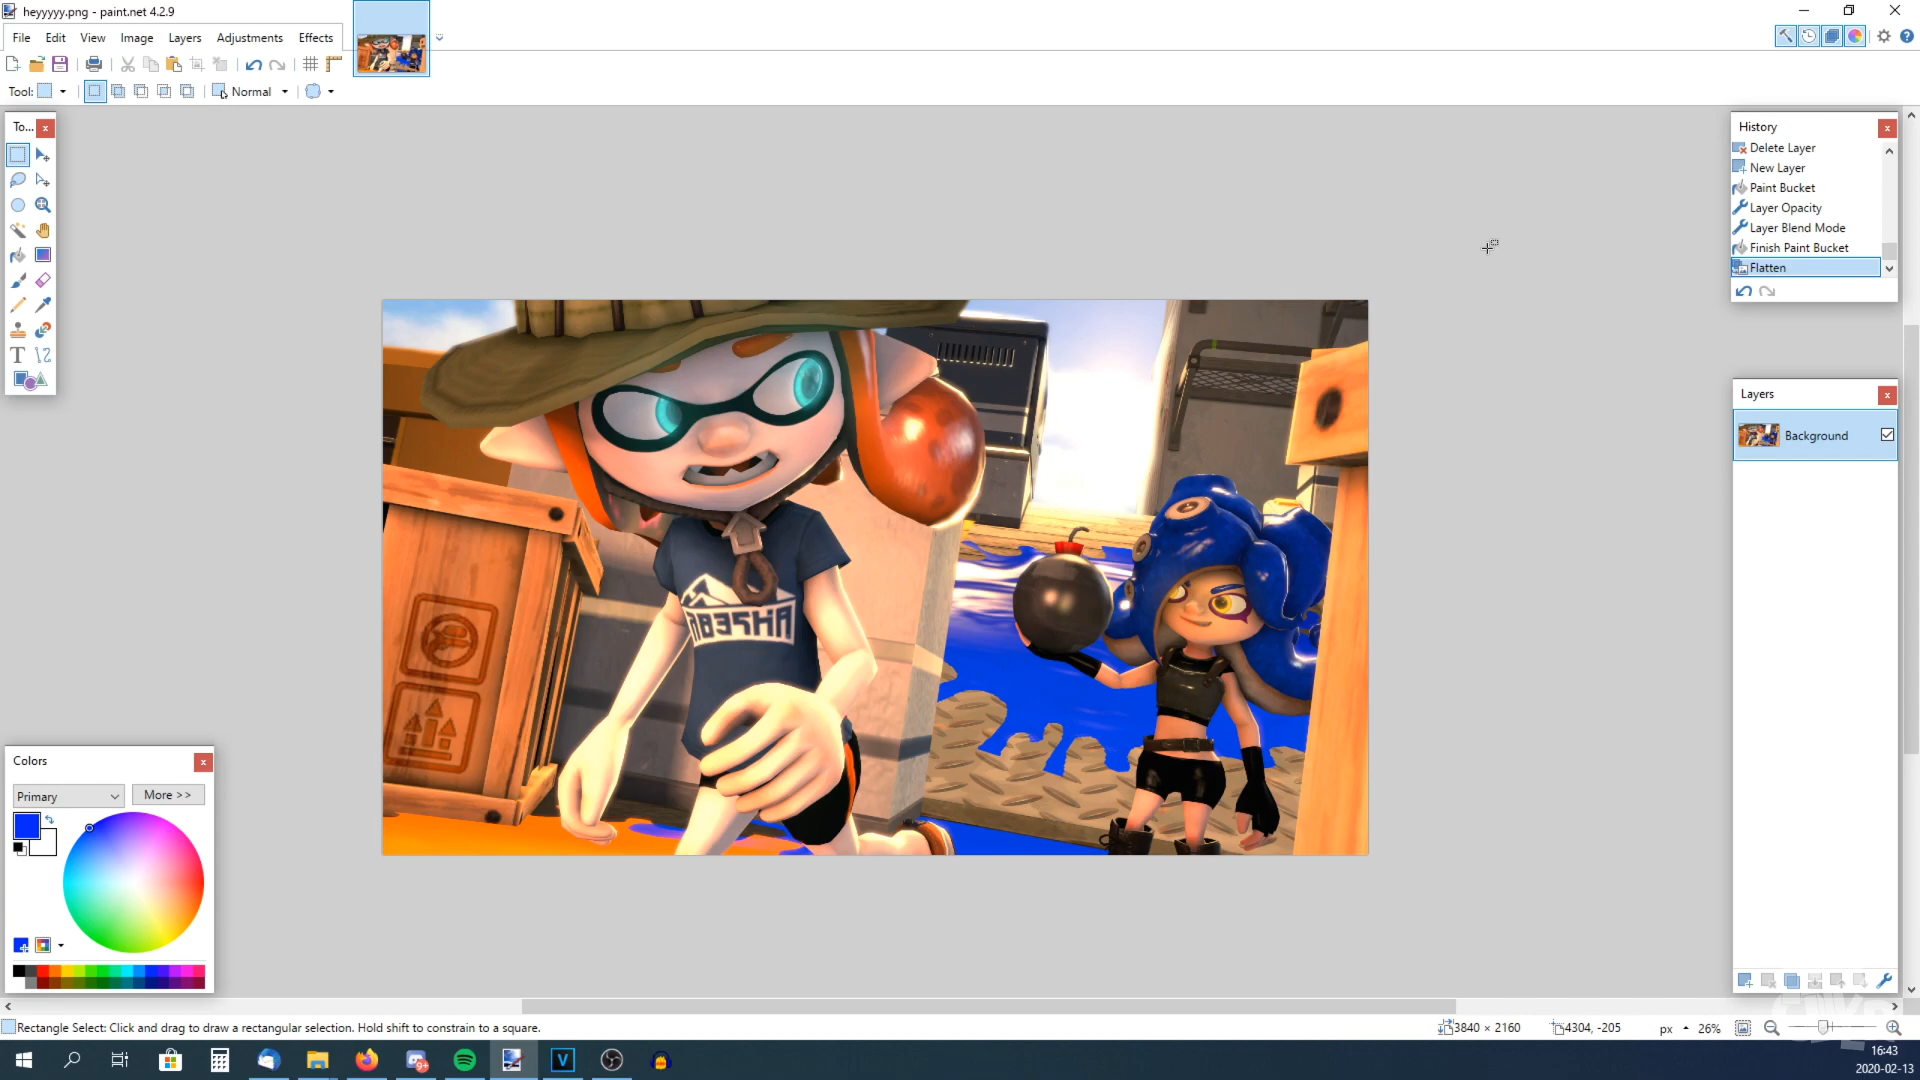 heyyyyy.png - paint.net 4.2.9
File Edit View Image Layers Adjustments Effects
Tool: Normal
To...
History
Delete Layer
New Layer
Paint Bucket
Layer Opacity
Layer Blend Mode
Finish Paint Bucket
Flatten
Layers
Background
Colors
Primary More >>
Rectangle Select: Click and drag to draw a rectangular selection. Hold shift to constrain to a square.
3840 × 2160 4304, -205 px 26%
9+
V
16:43
2020-02-13